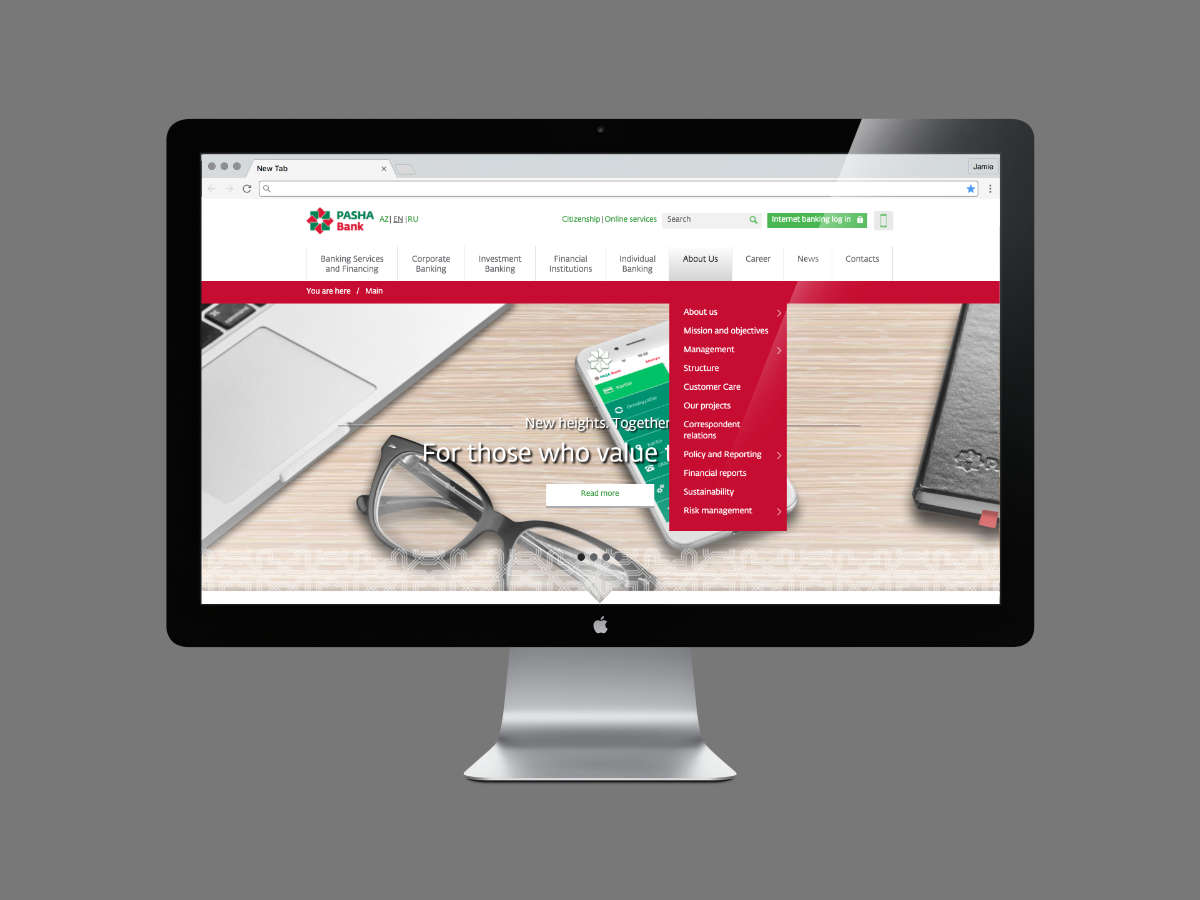 New Tab
Jamie
PASHA
Bank
AZ| EN |RU
Citizenship|Online services
Search
Internet banking log in
Banking Services
and Financing
Corporate
Banking
Investment
Banking
Financial
Institutions
Individual
Banking
About Us
Career
News
Contacts
You are here / Main
About us
Mission and objectives
Management
Structure
Customer Care
Our projects
Correspondent
relations
Policy and Reporting
Financial reports
Sustainability
Risk management
New heights. Together
For those who value
Read more
command
PASHA Bank